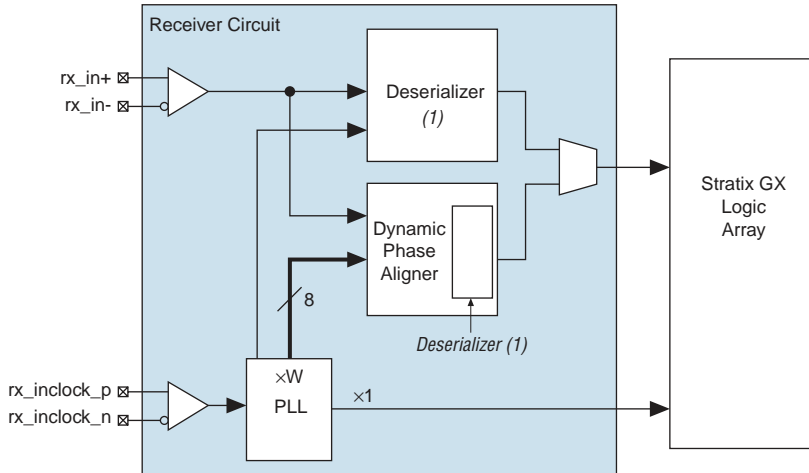 Receiver Circuit
rx_in+
rx_in-
Deserializer
(1)
Stratix GX
Logic
Array
Dynamic
Phase
Aligner
8
Deserializer (1)
rx_inclock_p
rx_inclock_n
×W
PLL
×1